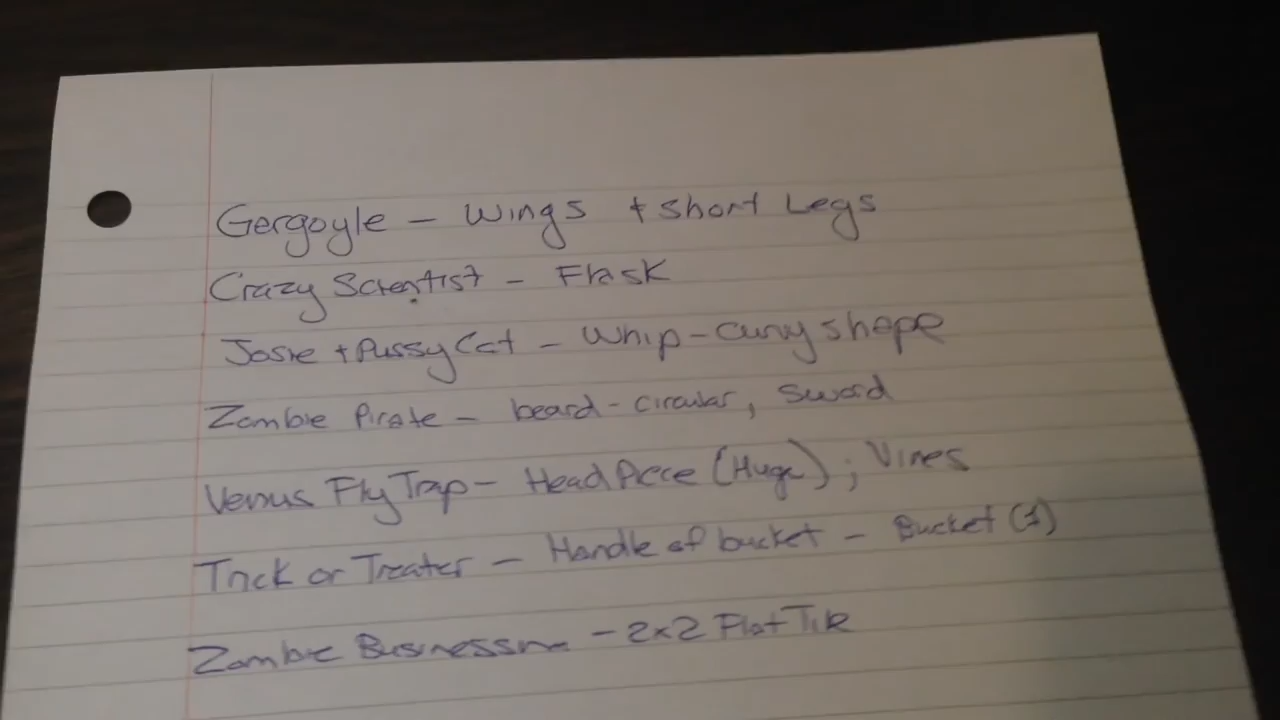 Gergoyle - Wings + Short Legs
Crazy Scientist - Flask
Josie + Pussy Cat - Whip - Curvy shape
Zombie Pirate - beard - circular, Sword
Venus Fly Trap - Head Piece (Huge); Vines
Trick or Treater - Handle of bucket - Bucket (1)
Zombie Businessm - 2x2 Flat Tile